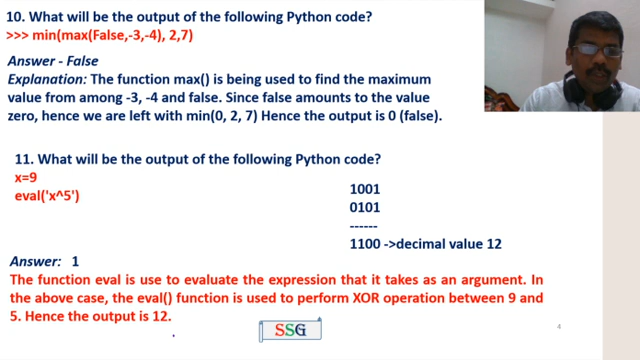 10. What will be the output of the following Python code?
>>> min(max(False,-3,-4), 2,7)
Answer - False
Explanation: The function max() is being used to find the maximum
value from among -3, -4 and false. Since false amounts to the value
zero, hence we are left with min(0, 2, 7) Hence the output is 0 (false).
11. What will be the output of the following Python code?
x=9
eval('x^5')
1001
0101
------
1100 ->decimal value 12
Answer: 1
The function eval is use to evaluate the expression that it takes as an argument. In
the above case, the eval() function is used to perform XOR operation between 9 and
5. Hence the output is 12.
SSG
4